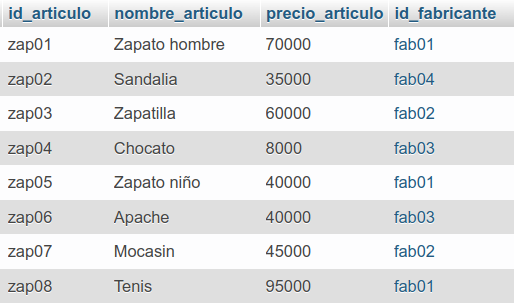 id_articulo nombre_articulo precio_articulo id_fabricante
zap01 Zapato hombre 70000 fab01
zap02 Sandalia 35000 fab04
zap03 Zapatilla 60000 fab02
zap04 Chocato 8000 fab03
zap05 Zapato niño 40000 fab01
zap06 Apache 40000 fab03
zap07 Mocasin 45000 fab02
zap08 Tenis 95000 fab01